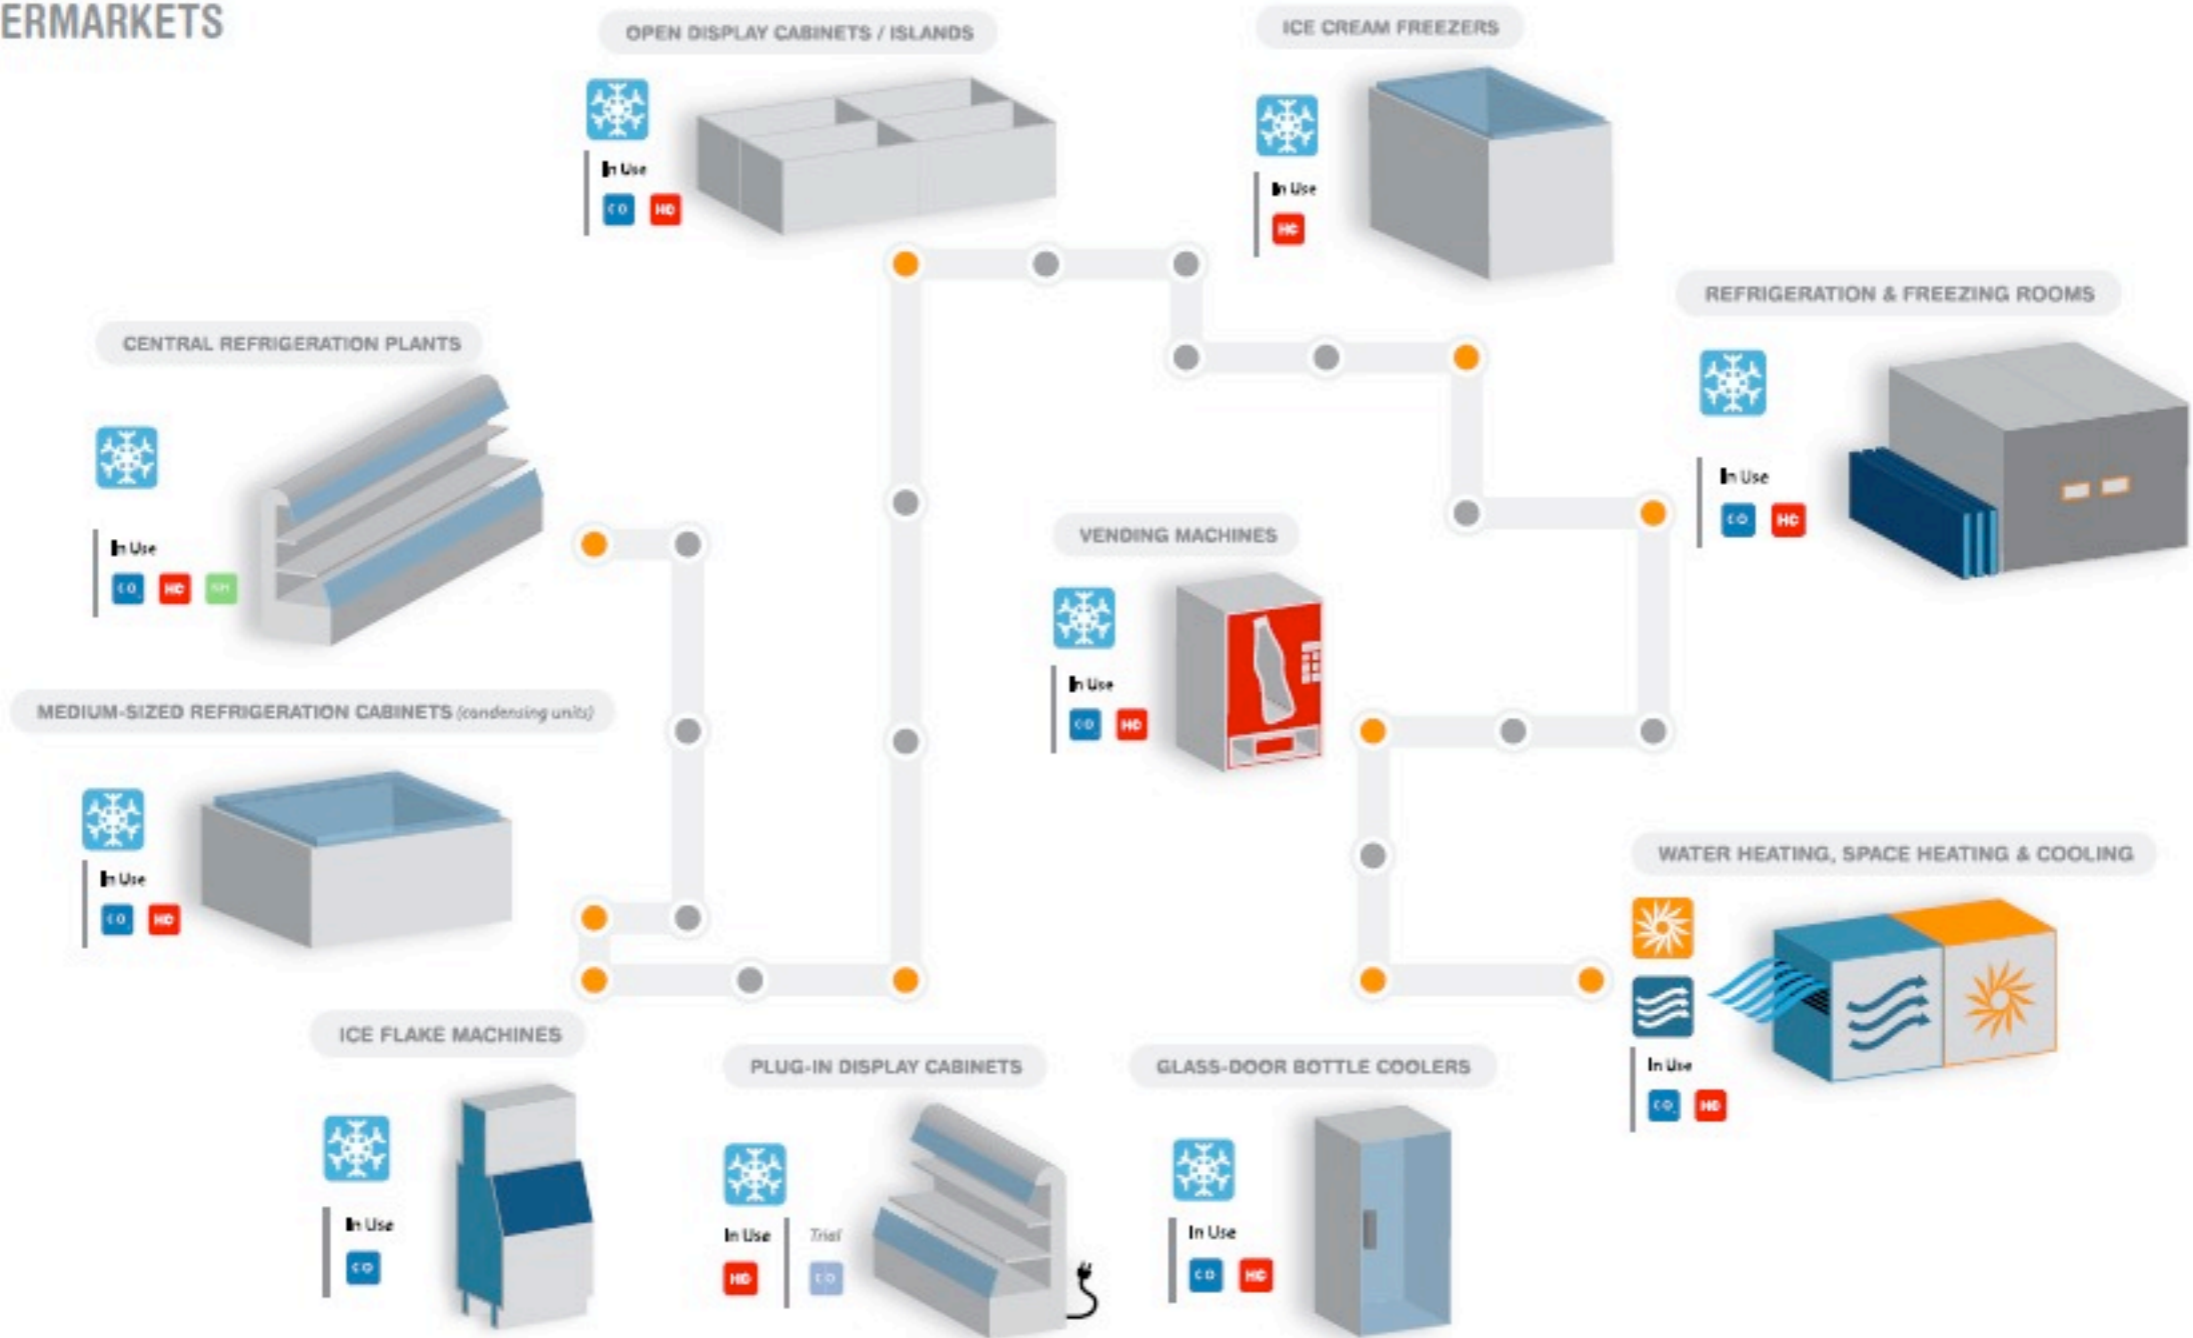 ERMARKETS
OPEN DISPLAY CABINETS / ISLANDS
In Use
CO HC
ICE CREAM FREEZERS
In Use
HC
REFRIGERATION & FREEZING ROOMS
In Use
CO HC
CENTRAL REFRIGERATION PLANTS
In Use
CO HC NH
VENDING MACHINES
In Use
CO HC
MEDIUM-SIZED REFRIGERATION CABINETS (condensing units)
In Use
CO HC
WATER HEATING, SPACE HEATING & COOLING
In Use
CO HC
ICE FLAKE MACHINES
In Use
CO
PLUG-IN DISPLAY CABINETS
In Use Trial
HC CO
GLASS-DOOR BOTTLE COOLERS
In Use
CO HC